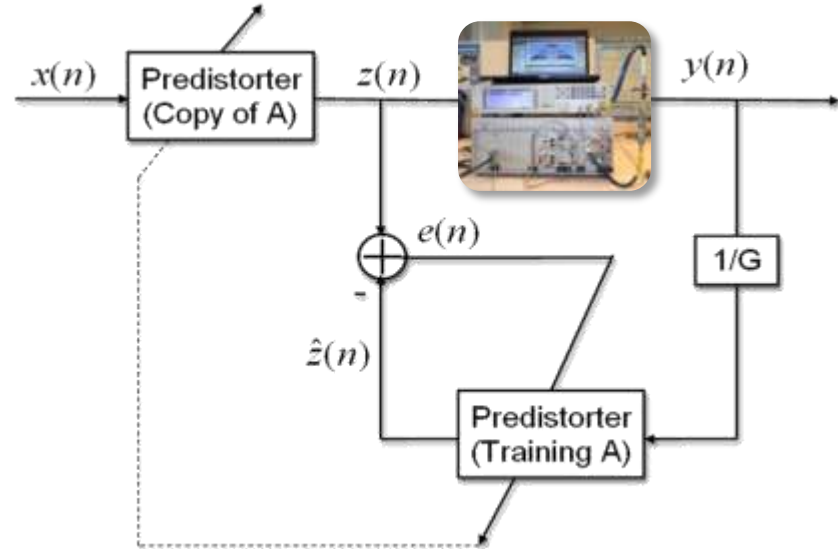 x(n)
Predistorter
(Copy of A)
z(n)
y(n)
e(n)
1/G
-
ẑ(n)
Predistorter
(Training A)